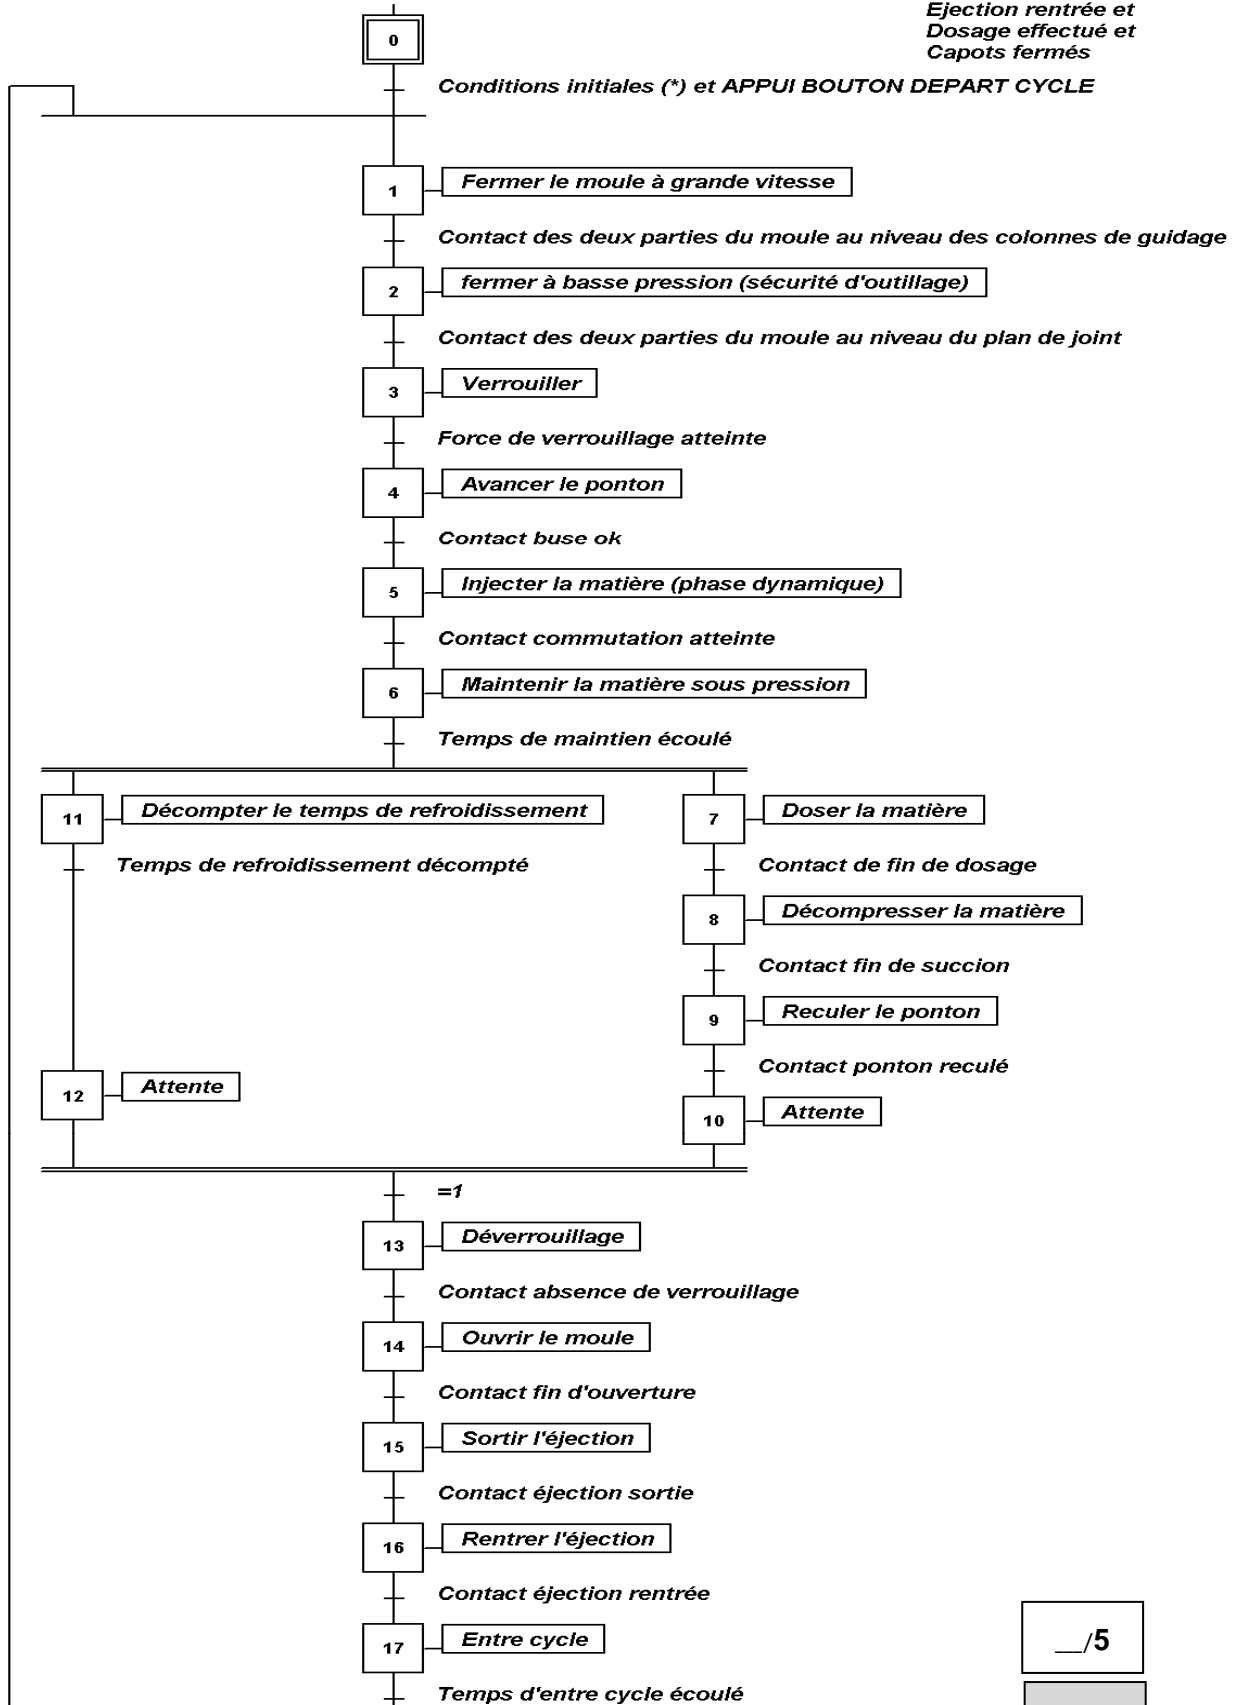 Ejection rentrée et
Dosage effectué et
Capots fermés
0
Conditions initiales (*) et APPUI BOUTON DEPART CYCLE
1
Fermer le moule à grande vitesse
Contact des deux parties du moule au niveau des colonnes de guidage
2
fermer à basse pression (sécurité d'outillage)
Contact des deux parties du moule au niveau du plan de joint
3
Verrouiller
Force de verrouillage atteinte
4
Avancer le ponton
Contact buse ok
5
Injecter la matière (phase dynamique)
Contact commutation atteinte
6
Maintenir la matière sous pression
Temps de maintien écoulé
11
Décompter le temps de refroidissement
7
Doser la matière
Temps de refroidissement décompté
Contact de fin de dosage
8
Décompresser la matière
Contact fin de succion
9
Reculer le ponton
Contact ponton reculé
12
Attente
10
Attente
=1
13
Déverrouillage
Contact absence de verrouillage
14
Ouvrir le moule
Contact fin d'ouverture
15
Sortir l'éjection
Contact éjection sortie
16
Rentrer l'éjection
Contact éjection rentrée
17
Entre cycle
__/5
Temps d'entre cycle écoulé